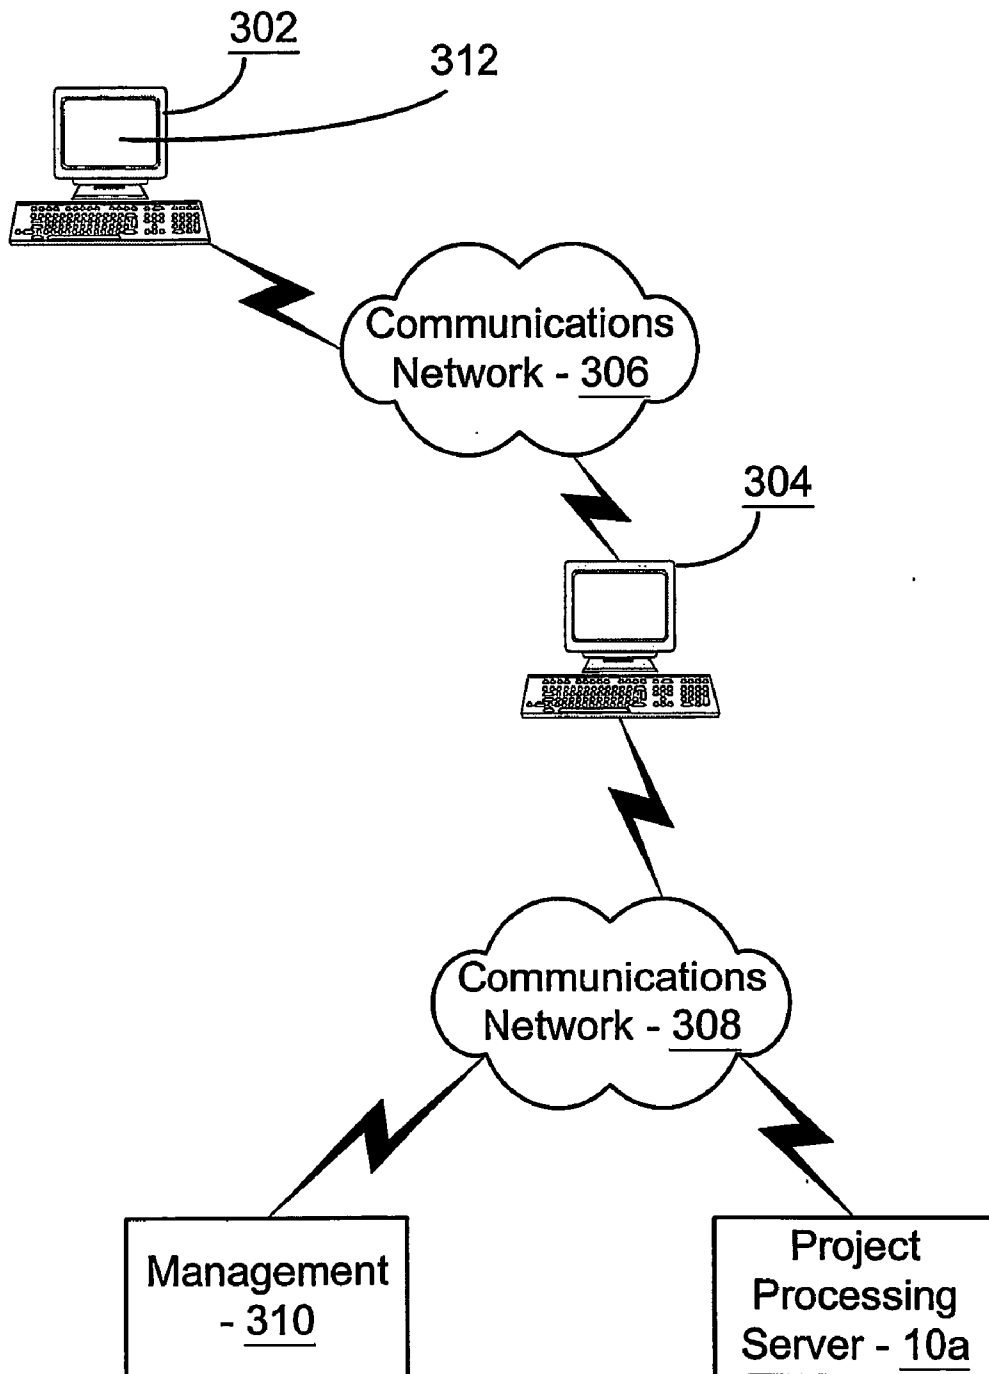 302
312
Communications
Network - 306
304
Communications
Network - 308
Management
- 310
Project
Processing
Server - 10a